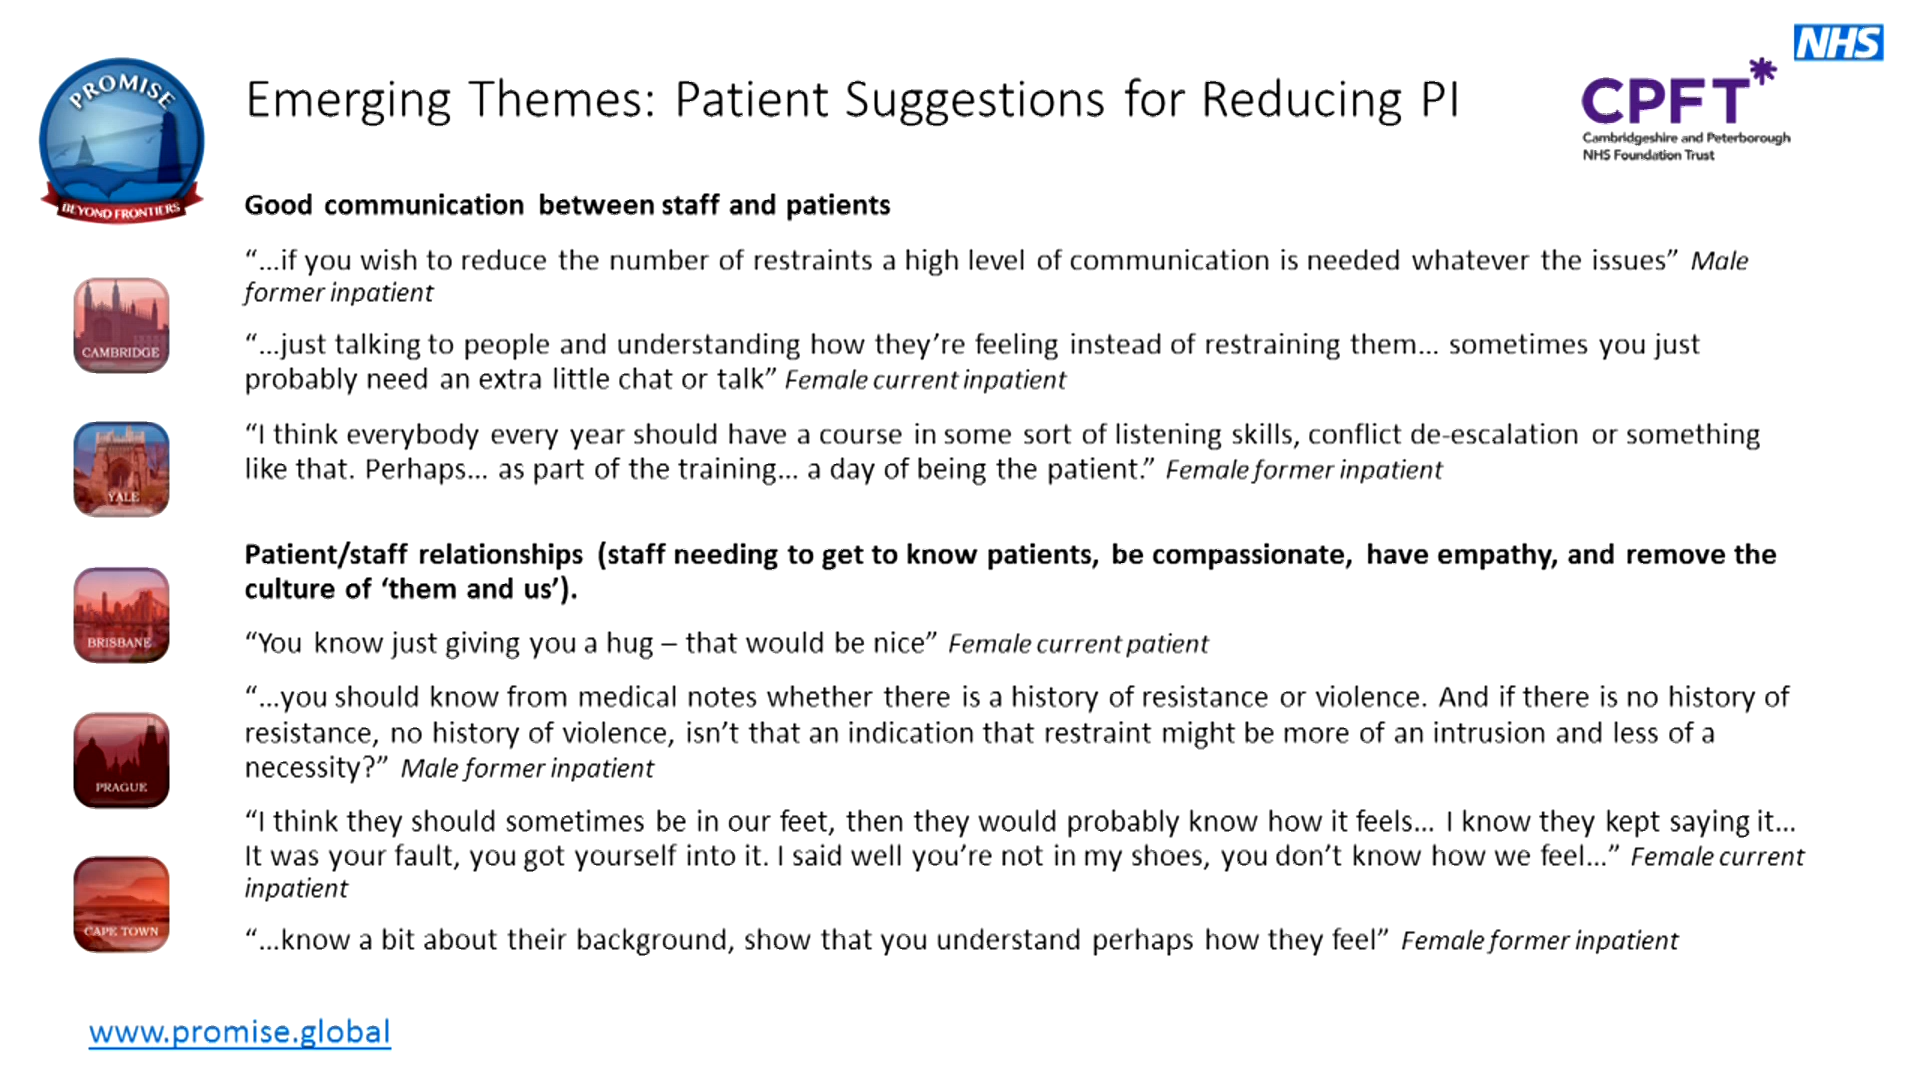 PROMISE
BEYOND FRONTIERS
NHS
CPFT*
Cambridgeshire and Peterborough
NHS Foundation Trust
Emerging Themes: Patient Suggestions for Reducing PI
Good communication between staff and patients
“…if you wish to reduce the number of restraints a high level of communication is needed whatever the issues” Male
former inpatient
“…just talking to people and understanding how they’re feeling instead of restraining them… sometimes you just
probably need an extra little chat or talk” Female current inpatient
“I think everybody every year should have a course in some sort of listening skills, conflict de-escalation or something
like that. Perhaps… as part of the training… a day of being the patient.” Female former inpatient
Patient/staff relationships (staff needing to get to know patients, be compassionate, have empathy, and remove the
culture of ‘them and us’).
“You know just giving you a hug – that would be nice” Female current patient
“…you should know from medical notes whether there is a history of resistance or violence. And if there is no history of
resistance, no history of violence, isn’t that an indication that restraint might be more of an intrusion and less of a
necessity?” Male former inpatient
“I think they should sometimes be in our feet, then they would probably know how it feels… I know they kept saying it…
It was your fault, you got yourself into it. I said well you’re not in my shoes, you don’t know how we feel…” Female current
inpatient
“…know a bit about their background, show that you understand perhaps how they feel” Female former inpatient
CAMBRIDGE
YALE
BRISBANE
PRAGUE
CAPE TOWN
www.promise.global